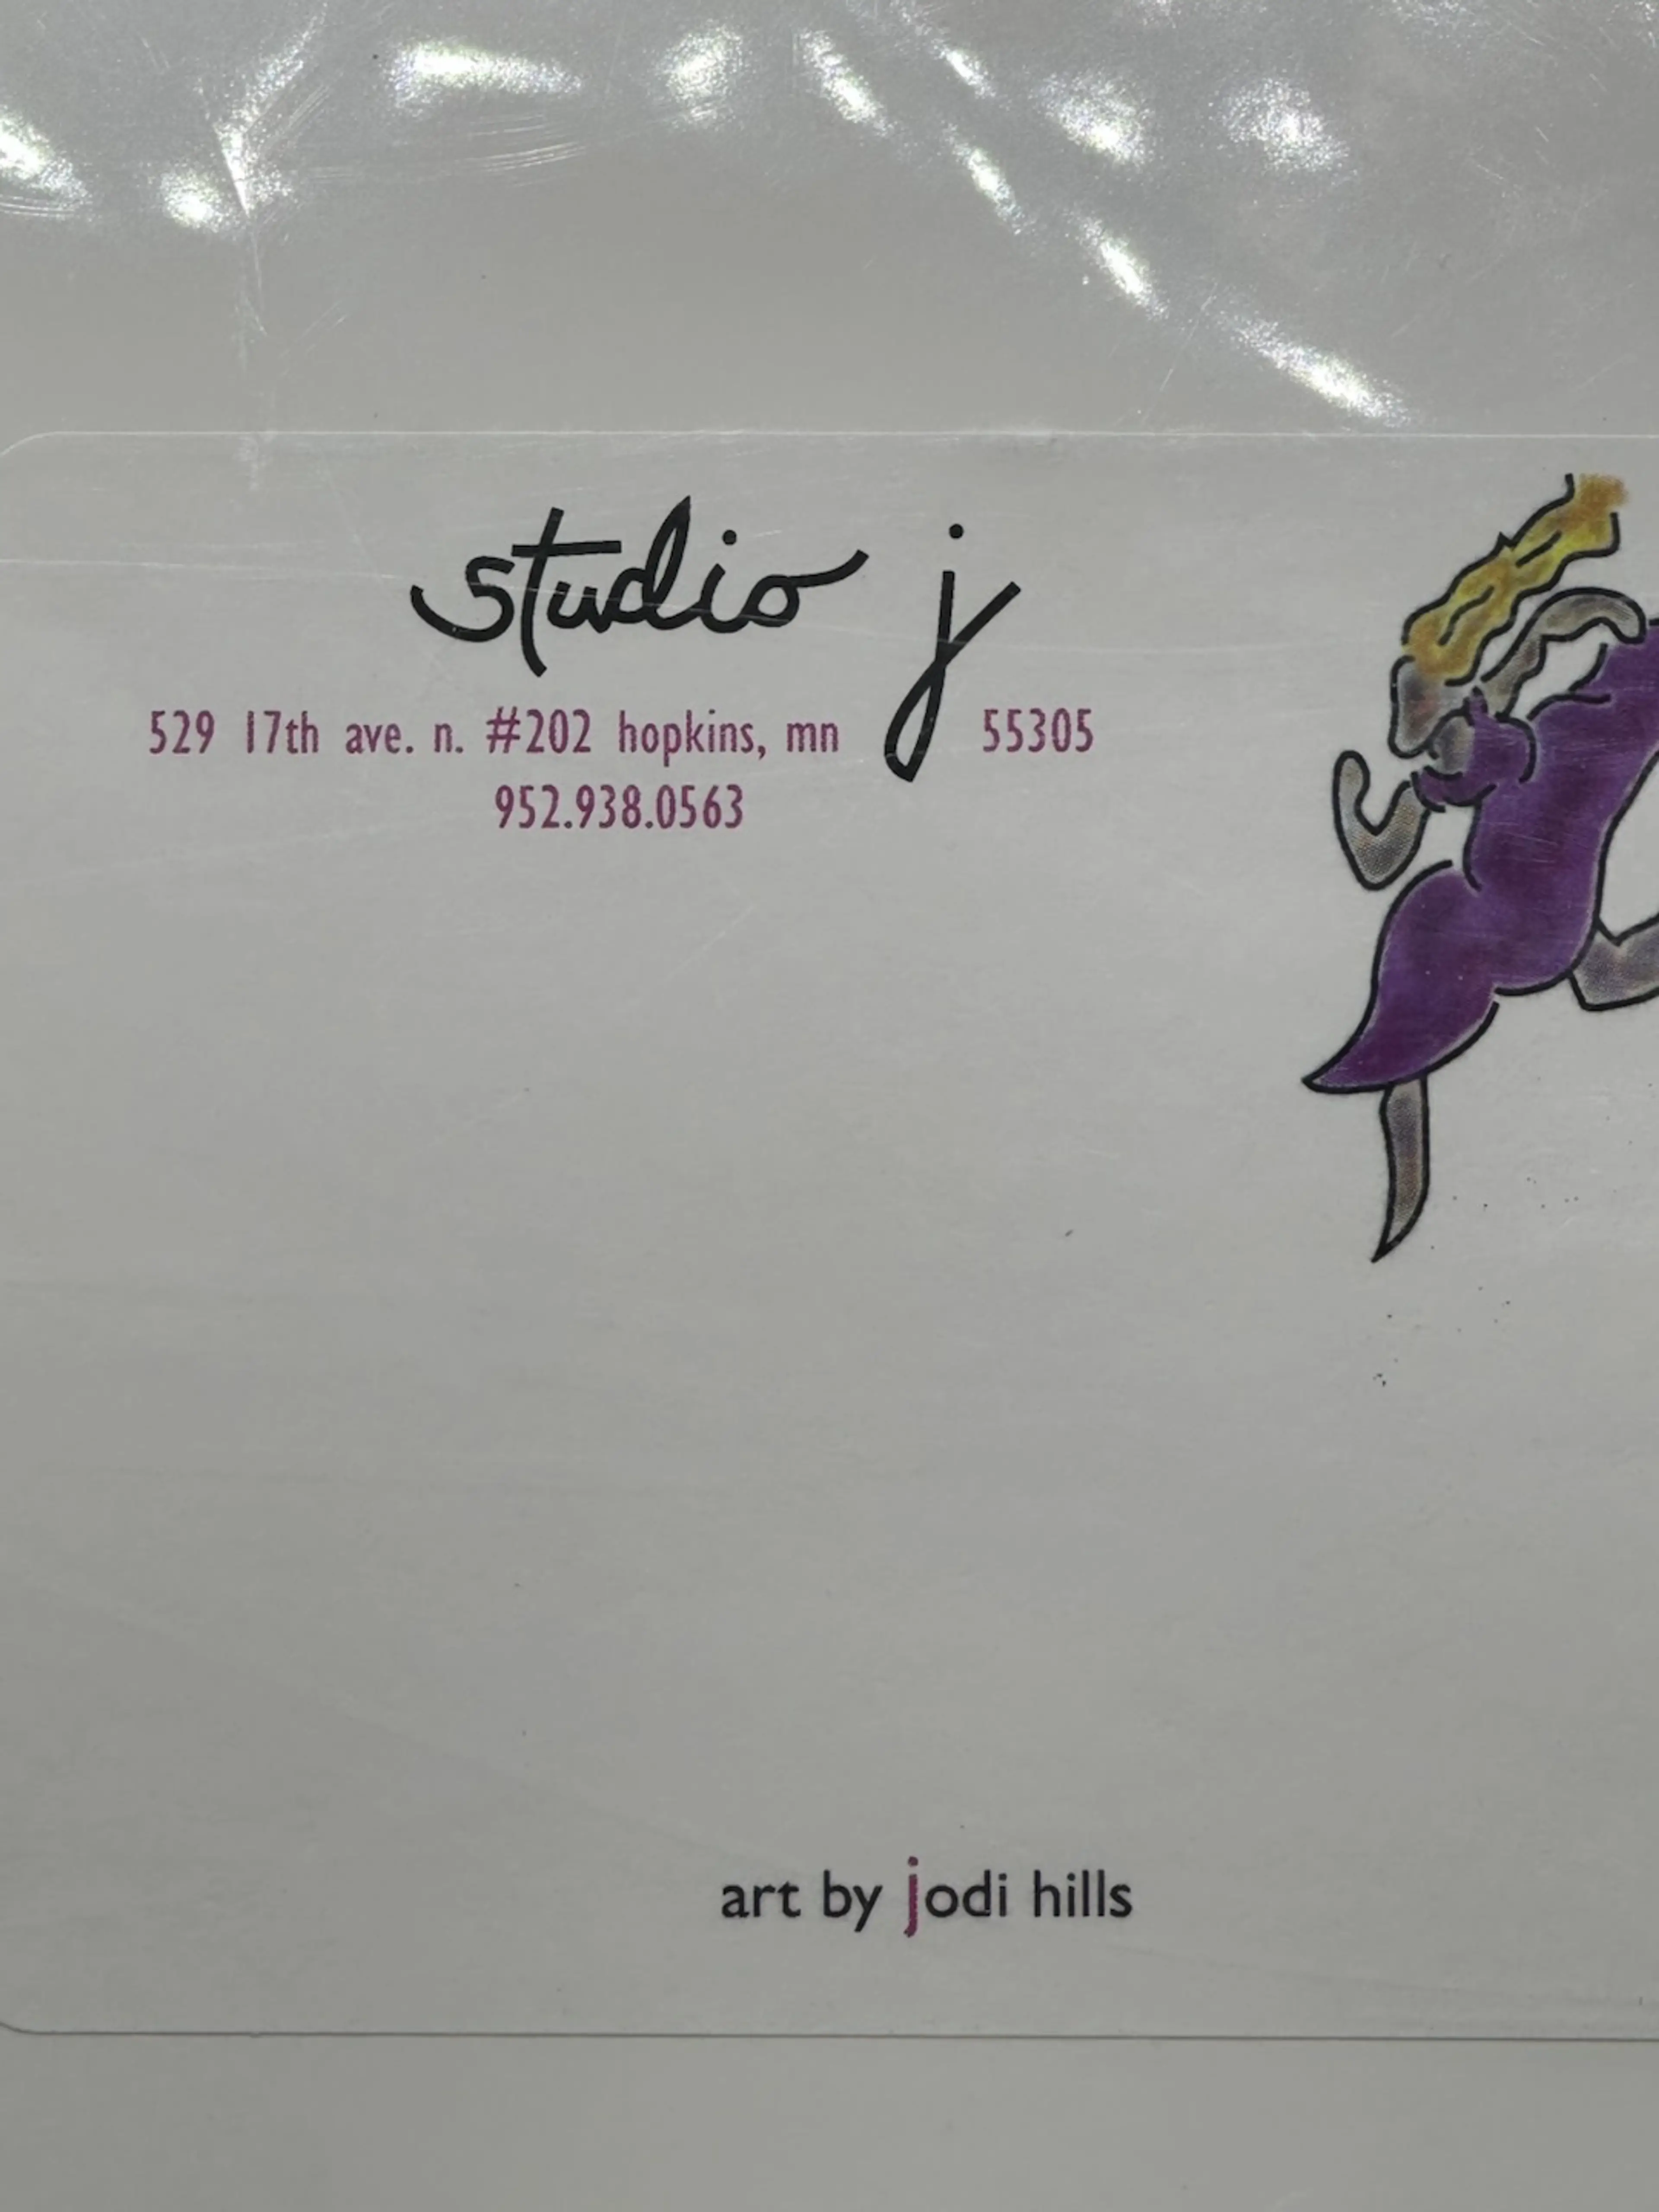 studio j
529 17th ave. n. #202 hopkins, mn 55305
952.938.0563
art by jodi hills